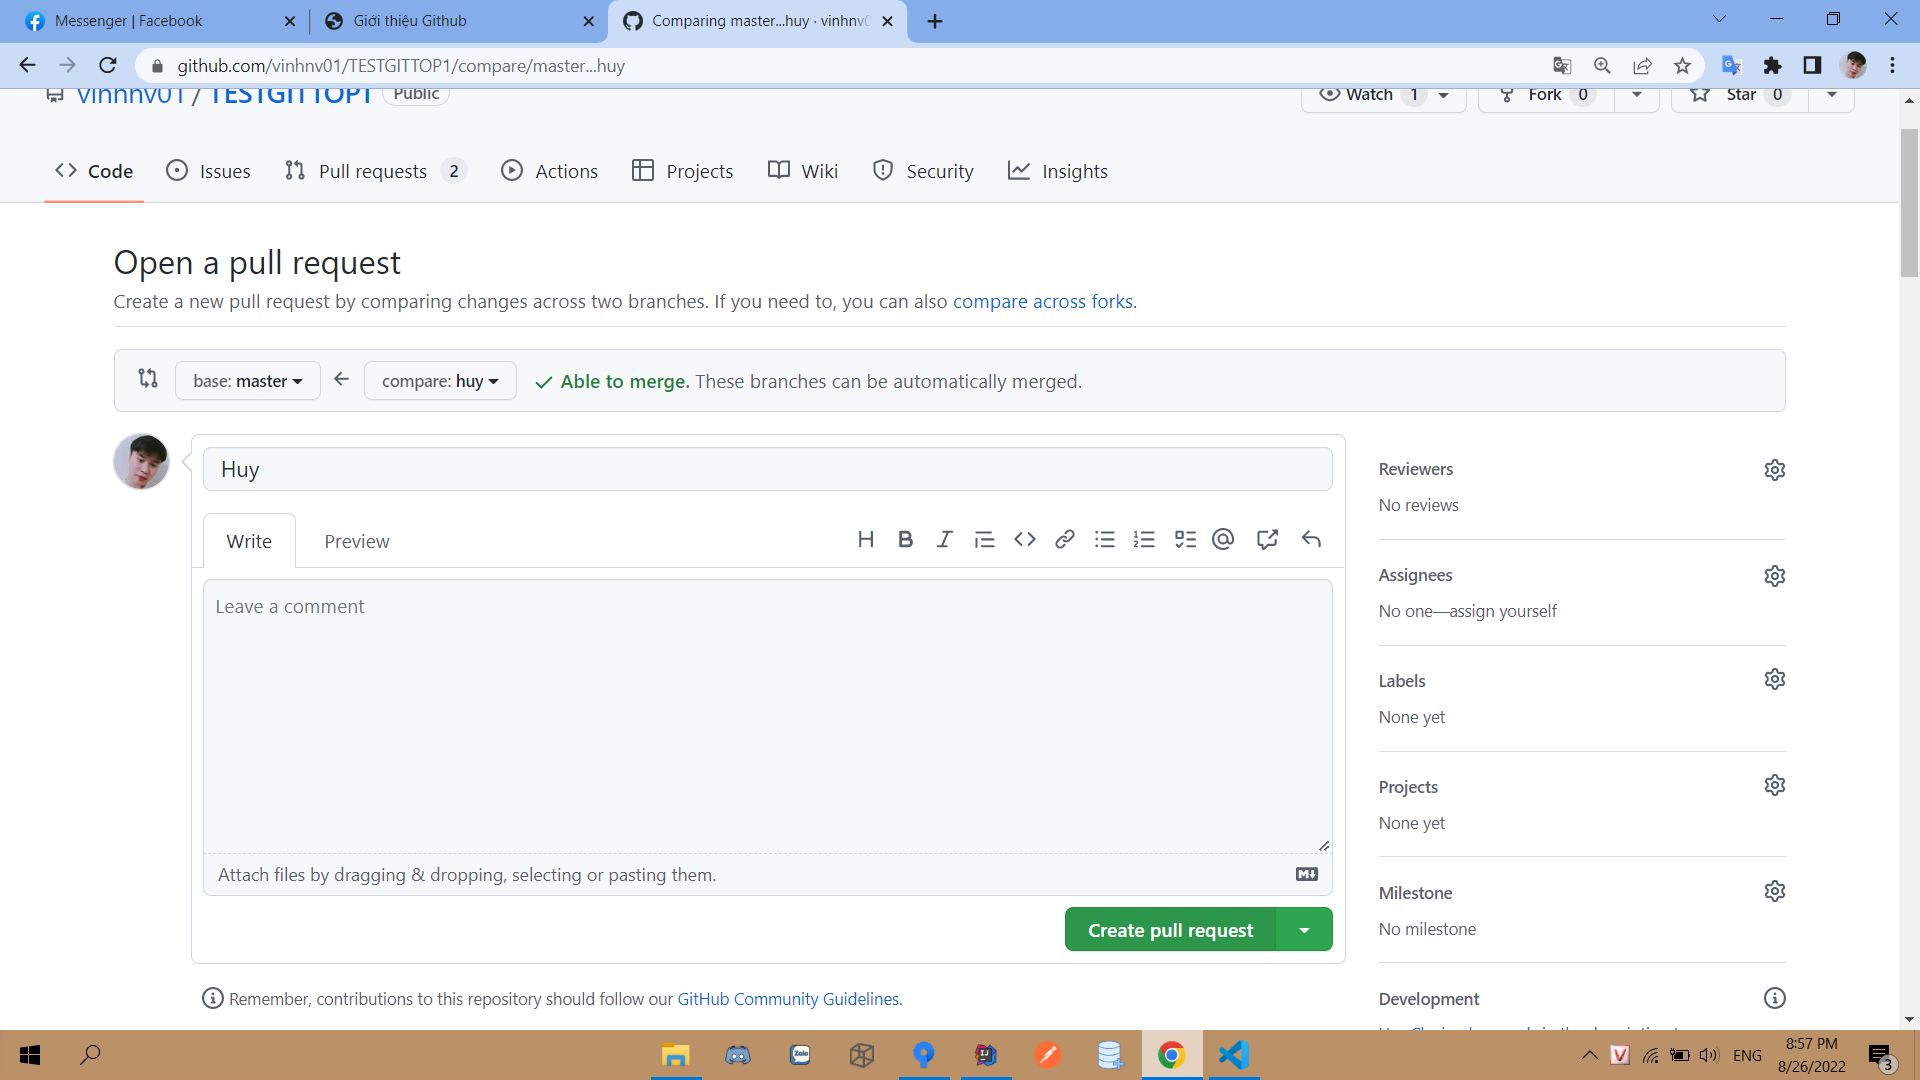 Messenger | Facebook
Giới thiệu Github
Comparing master...huy · vinhnv0
github.com/vinhnv01/TESTGITTOP1/compare/master...huy
vinhnv01 / TESTGITTOP1 Public
Watch 1
Fork 0
Star 0
Code
Issues
Pull requests 2
Actions
Projects
Wiki
Security
Insights
Open a pull request
Create a new pull request by comparing changes across two branches. If you need to, you can also compare across forks.
base: master
compare: huy
Able to merge. These branches can be automatically merged.
Huy
Write
Preview
Leave a comment
Attach files by dragging & dropping, selecting or pasting them.
Create pull request
Remember, contributions to this repository should follow our GitHub Community Guidelines.
Reviewers
No reviews
Assignees
No one—assign yourself
Labels
None yet
Projects
None yet
Milestone
No milestone
Development
Zalo
ENG
8:57 PM
8/26/2022
3